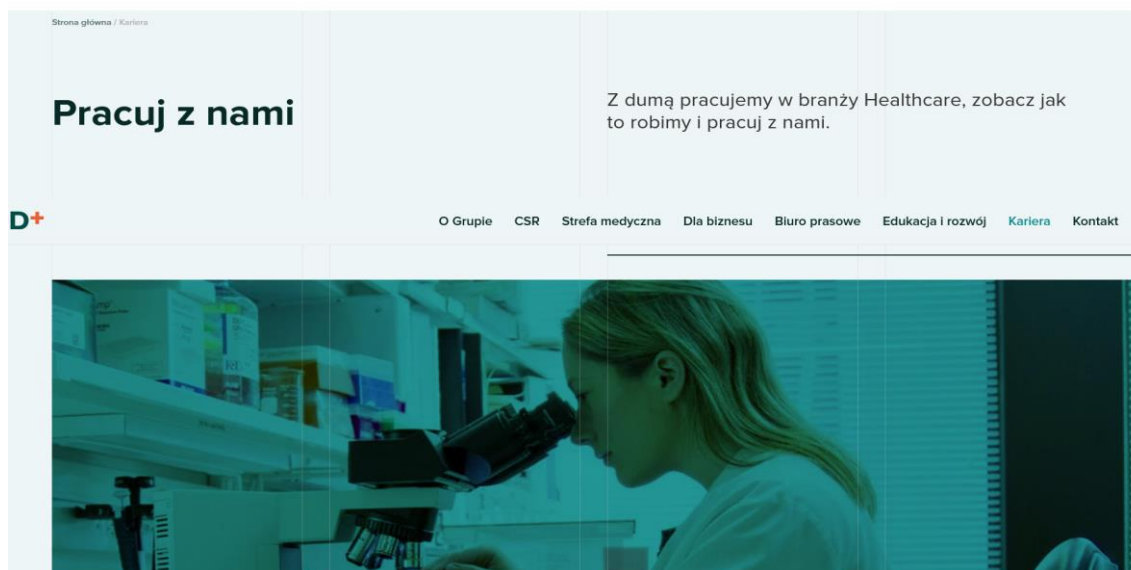 Strona główna / Kariera
Pracuj z nami
Z dumą pracujemy w branży Healthcare, zobacz jak
to robimy i pracuj z nami.
D+
O Grupie CSR Strefa medyczna Dla biznesu Biuro prasowe Edukacja i rozwój Kariera Kontakt